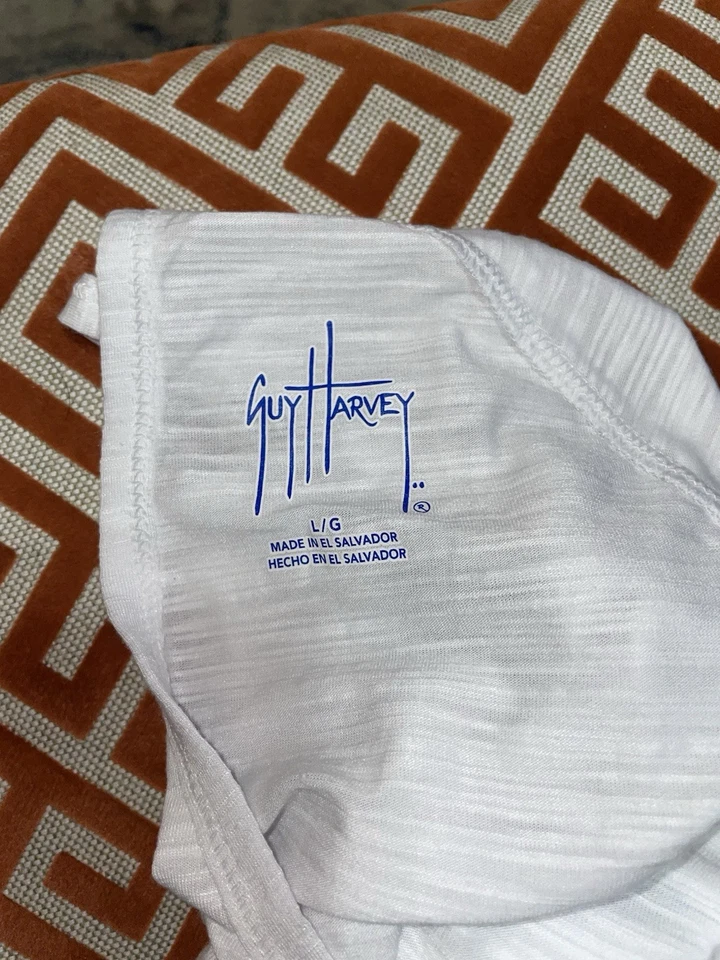 GUY HARVEY
®
L/G
MADE IN EL SALVADOR
HECHO EN EL SALVADOR